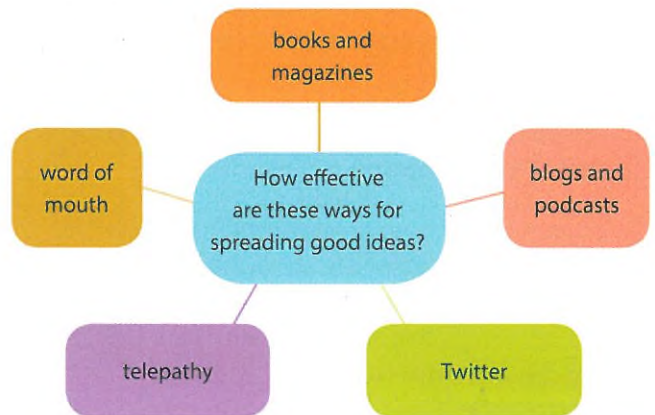 books and
magazines
word of
mouth
How effective
are these ways for
spreading good ideas?
blogs and
podcasts
telepathy
Twitter